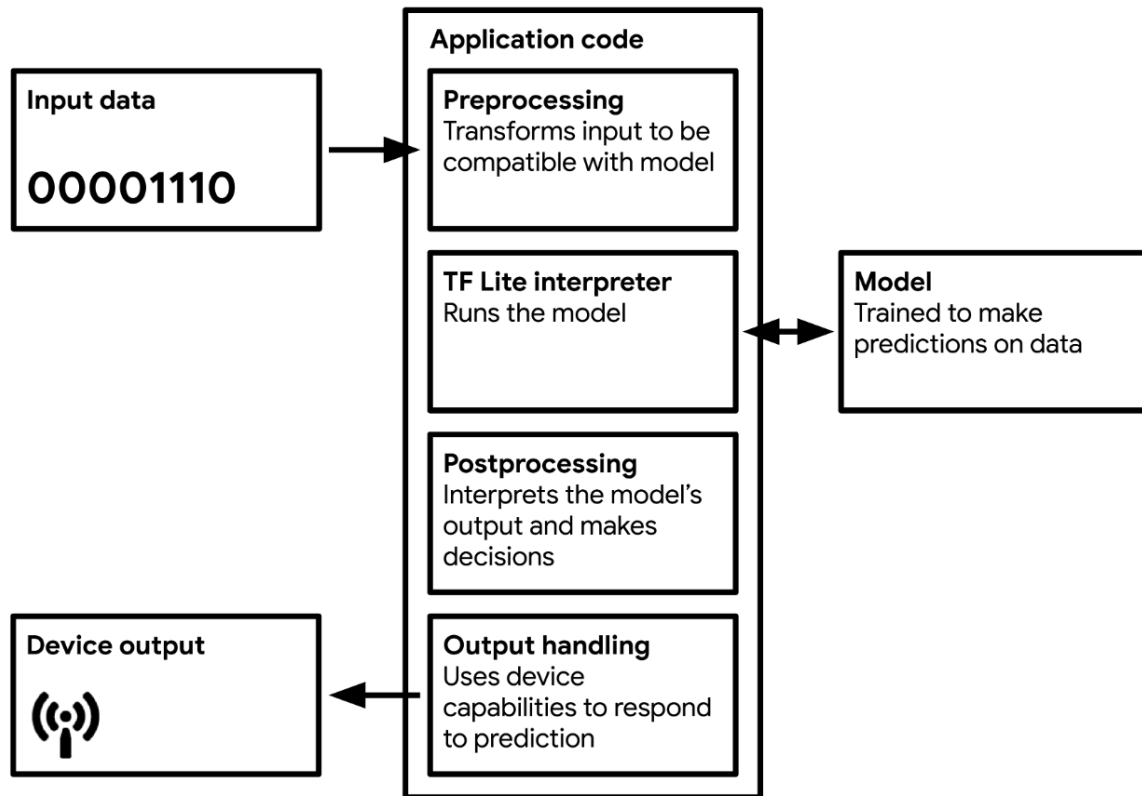 Application code
Input data
00001110
Preprocessing
Transforms input to be
compatible with model
TF Lite interpreter
Runs the model
Model
Trained to make
predictions on data
Postprocessing
Interprets the model’s
output and makes
decisions
Output handling
Uses device
capabilities to respond
to prediction
Device output